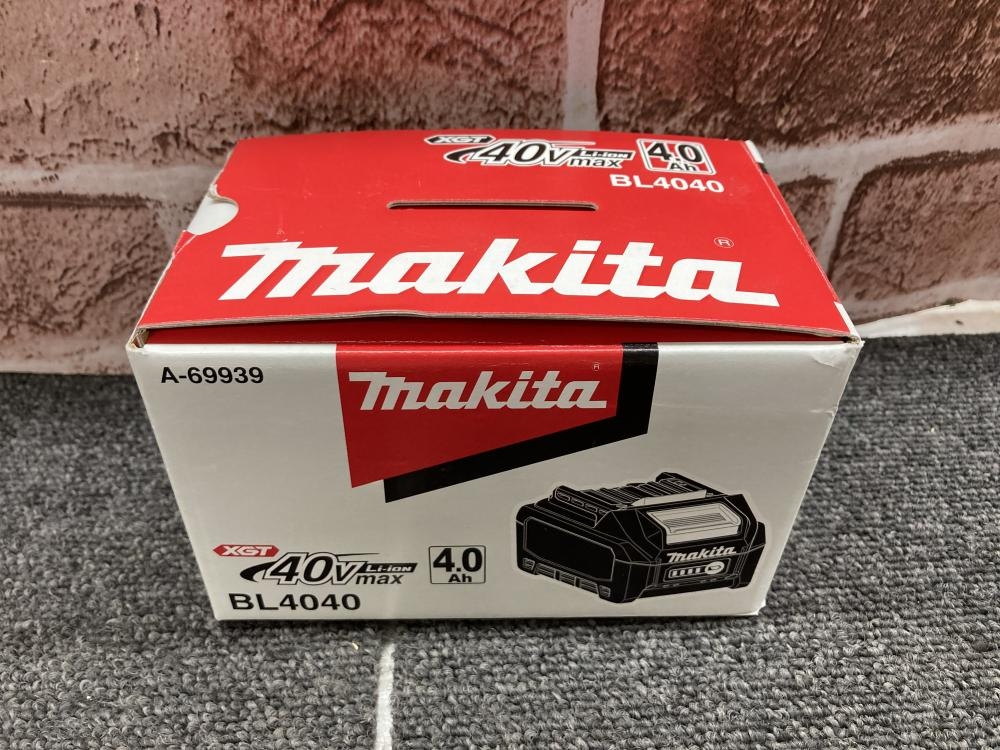 XGT
40Vmax Li-ion 4.0 Ah
BL4040
makita ®
A-69939
makita ®
makita
XGT
40Vmax Li-ion 4.0 Ah
BL4040